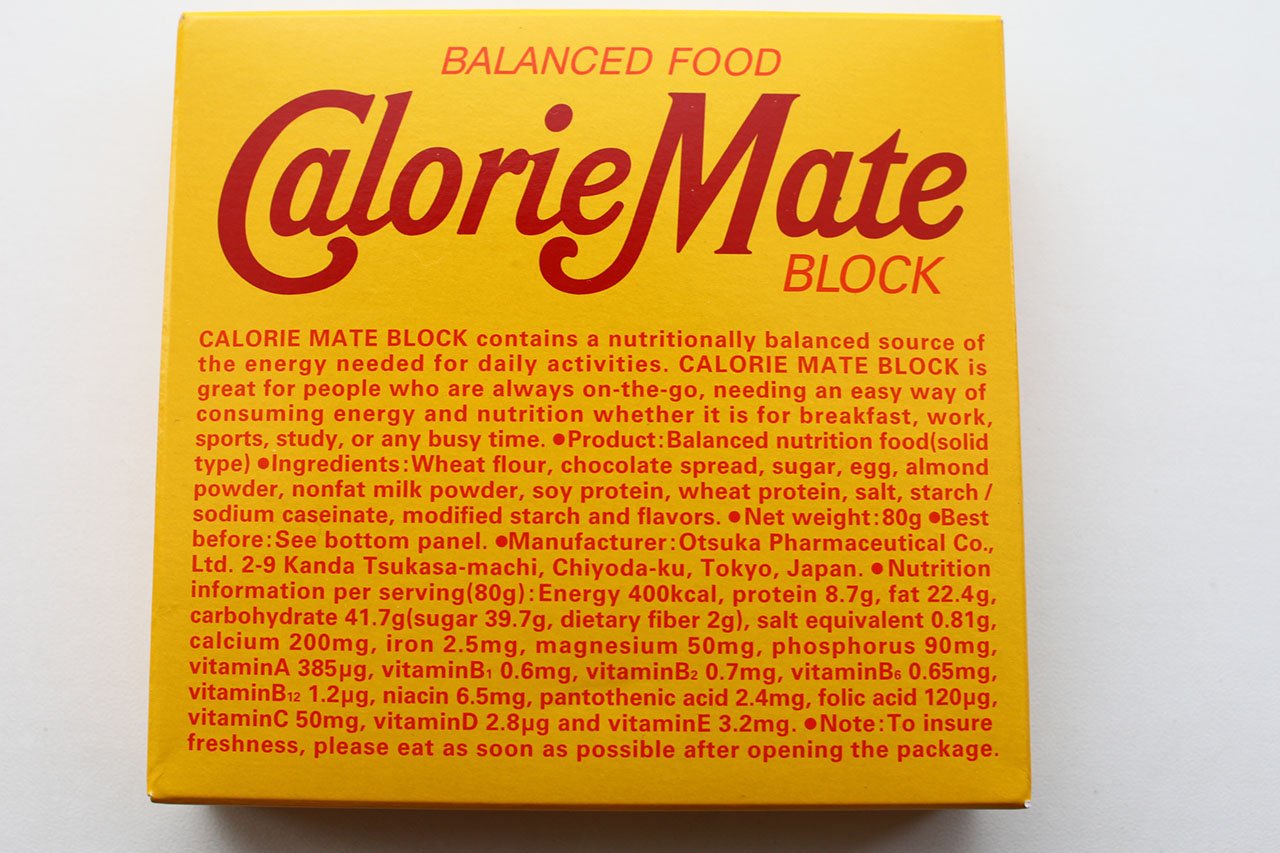 BALANCED FOOD
CalorieMate
BLOCK
CALORIE MATE BLOCK contains a nutritionally balanced source of
the energy needed for daily activities. CALORIE MATE BLOCK is
great for people who are always on-the-go, needing an easy way of
consuming energy and nutrition whether it is for breakfast, work,
sports, study, or any busy time. ●Product:Balanced nutrition food(solid
type) ●Ingredients:Wheat flour, chocolate spread, sugar, egg, almond
powder, nonfat milk powder, soy protein, wheat protein, salt, starch /
sodium caseinate, modified starch and flavors. ●Net weight:80g ●Best
before:See bottom panel. ●Manufacturer:Otsuka Pharmaceutical Co.,
Ltd. 2-9 Kanda Tsukasa-machi, Chiyoda-ku, Tokyo, Japan. ●Nutrition
information per serving(80g):Energy 400kcal, protein 8.7g, fat 22.4g,
carbohydrate 41.7g(sugar 39.7g, dietary fiber 2g), salt equivalent 0.81g,
calcium 200mg, iron 2.5mg, magnesium 50mg, phosphorus 90mg,
vitaminA 385μg, vitaminB₁ 0.6mg, vitaminB₂ 0.7mg, vitaminB₆ 0.65mg,
vitaminB₁₂ 1.2μg, niacin 6.5mg, pantothenic acid 2.4mg, folic acid 120μg,
vitaminC 50mg, vitaminD 2.8μg and vitaminE 3.2mg. ●Note:To insure
freshness, please eat as soon as possible after opening the package.